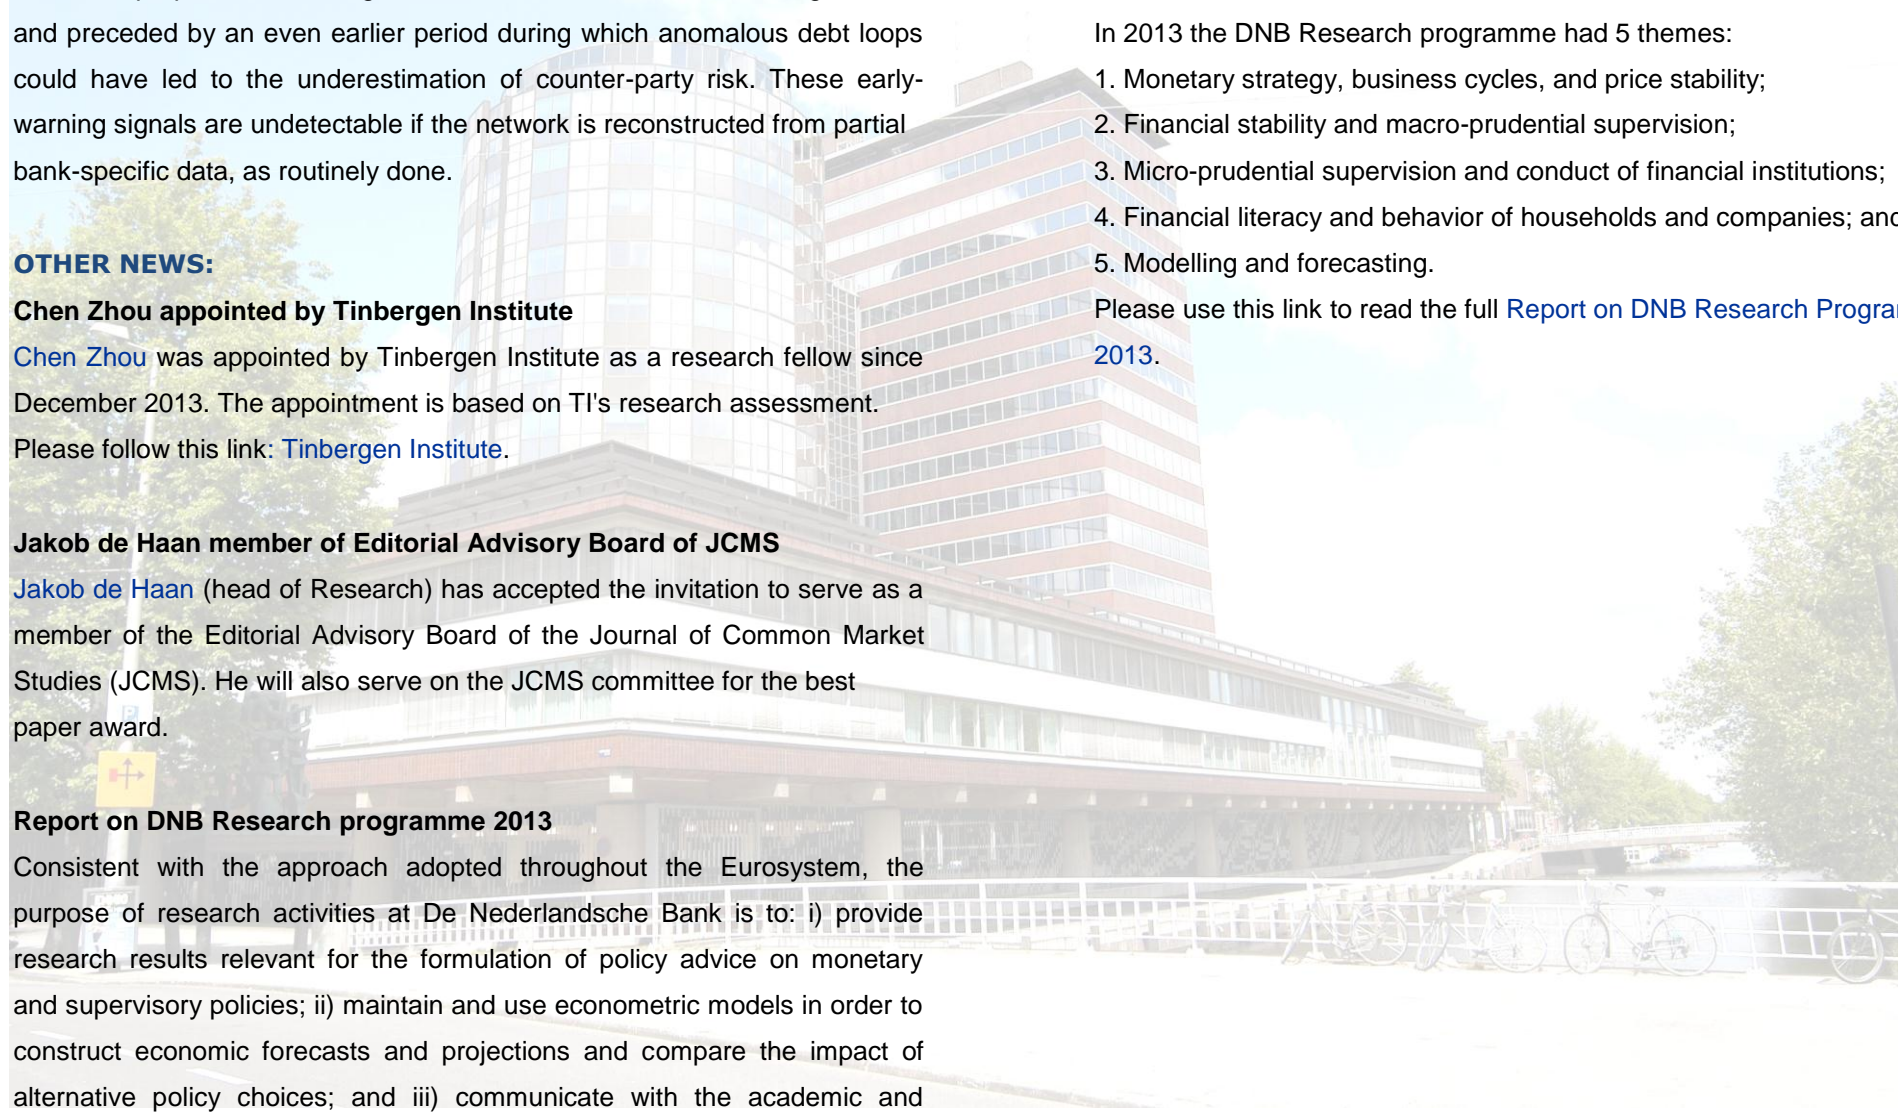 and preceded by an even earlier period during which anomalous debt loops
could have led to the underestimation of counter-party risk. These early-
warning signals are undetectable if the network is reconstructed from partial
bank-specific data, as routinely done.
OTHER NEWS:
Chen Zhou appointed by Tinbergen Institute
Chen Zhou was appointed by Tinbergen Institute as a research fellow since
December 2013. The appointment is based on TI's research assessment.
Please follow this link: Tinbergen Institute.
Jakob de Haan member of Editorial Advisory Board of JCMS
Jakob de Haan (head of Research) has accepted the invitation to serve as a
member of the Editorial Advisory Board of the Journal of Common Market
Studies (JCMS). He will also serve on the JCMS committee for the best
paper award.
Report on DNB Research programme 2013
Consistent with the approach adopted throughout the Eurosystem, the
purpose of research activities at De Nederlandsche Bank is to: i) provide
research results relevant for the formulation of policy advice on monetary
and supervisory policies; ii) maintain and use econometric models in order to
construct economic forecasts and projections and compare the impact of
alternative policy choices; and iii) communicate with the academic and
In 2013 the DNB Research programme had 5 themes:
1. Monetary strategy, business cycles, and price stability;
2. Financial stability and macro-prudential supervision;
3. Micro-prudential supervision and conduct of financial institutions;
4. Financial literacy and behavior of households and companies; and
5. Modelling and forecasting.
Please use this link to read the full Report on DNB Research
2013.